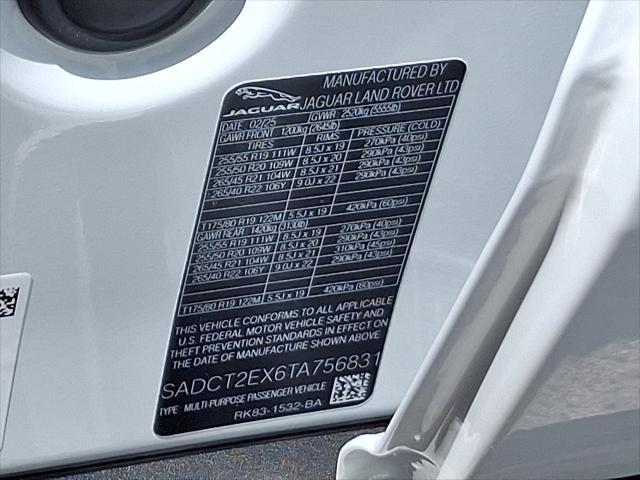 MANUFACTURED BY
JAGUAR JAGUAR LAND ROVER LTD
DATE 02/25 GVWR 2520kg (5555lb)
GAWR FRONT 1200kg (2645lb)
TIRES RIMS PRESSURE (COLD)
255/55 R19 111W 8.5J x 19 270kPa (40psi)
255/50 R20 109W 8.5J x 20 290kPa (43psi)
265/45 R21 104W 8.5J x 21 290kPa (43psi)
265/40 R22 106Y 9.0J x 22 290kPa (43psi)
T175/80 R19 122M 5.5J x 19 420kPa (60psi)
GAWR REAR 1420kg (3130lb)
255/55 R19 111W 8.5J x 19 270kPa (40psi)
255/50 R20 109W 8.5J x 20 290kPa (43psi)
265/45 R21 104W 8.5J x 21 310kPa (45psi)
265/40 R22 106Y 9.0J x 22 290kPa (43psi)
T175/80 R19 122M 5.5J x 19 420kPa (60psi)
THIS VEHICLE CONFORMS TO ALL APPLICABLE
U.S. FEDERAL MOTOR VEHICLE SAFETY AND
THEFT PREVENTION STANDARDS IN EFFECT ON
THE DATE OF MANUFACTURE SHOWN ABOVE
SADCT2EX6TA756831
TYPE: MULTI-PURPOSE PASSENGER VEHICLE
RK83-1532-BA